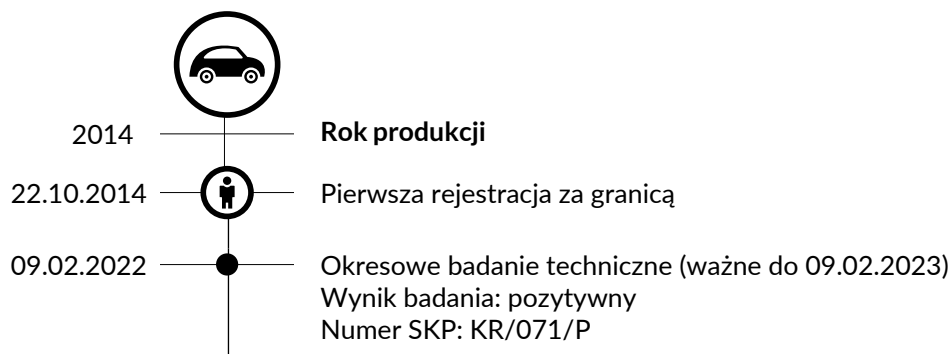 2014 Rok produkcji
22.10.2014 Pierwsza rejestracja za granicą
09.02.2022 Okresowe badanie techniczne (ważne do 09.02.2023)
Wynik badania: pozytywny
Numer SKP: KR/071/P